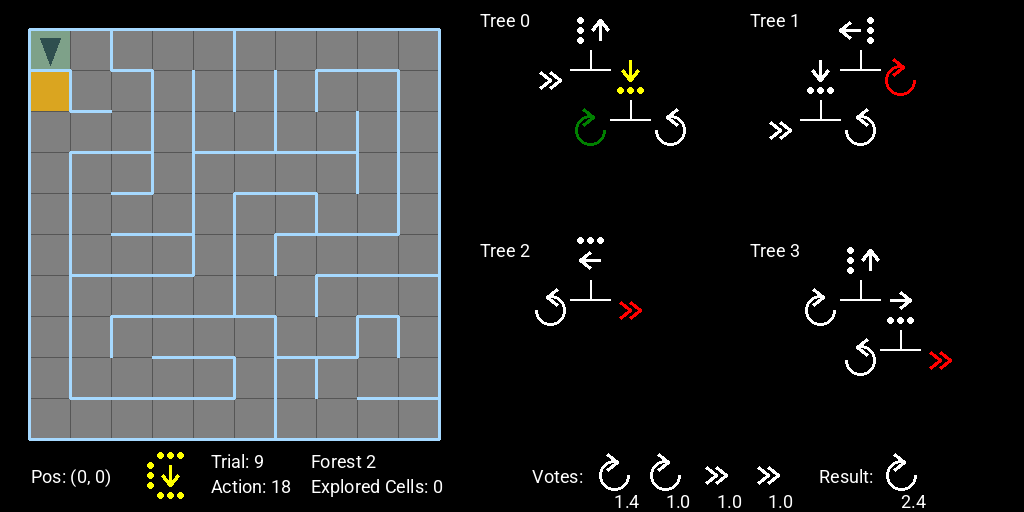 Tree 0
Tree 1
Tree 2
Tree 3
Pos: (0, 0)
Trial: 9
Forest 2
Action: 18
Explored Cells: 0
Votes:
1.4
1.0
1.0
1.0
Result:
2.4